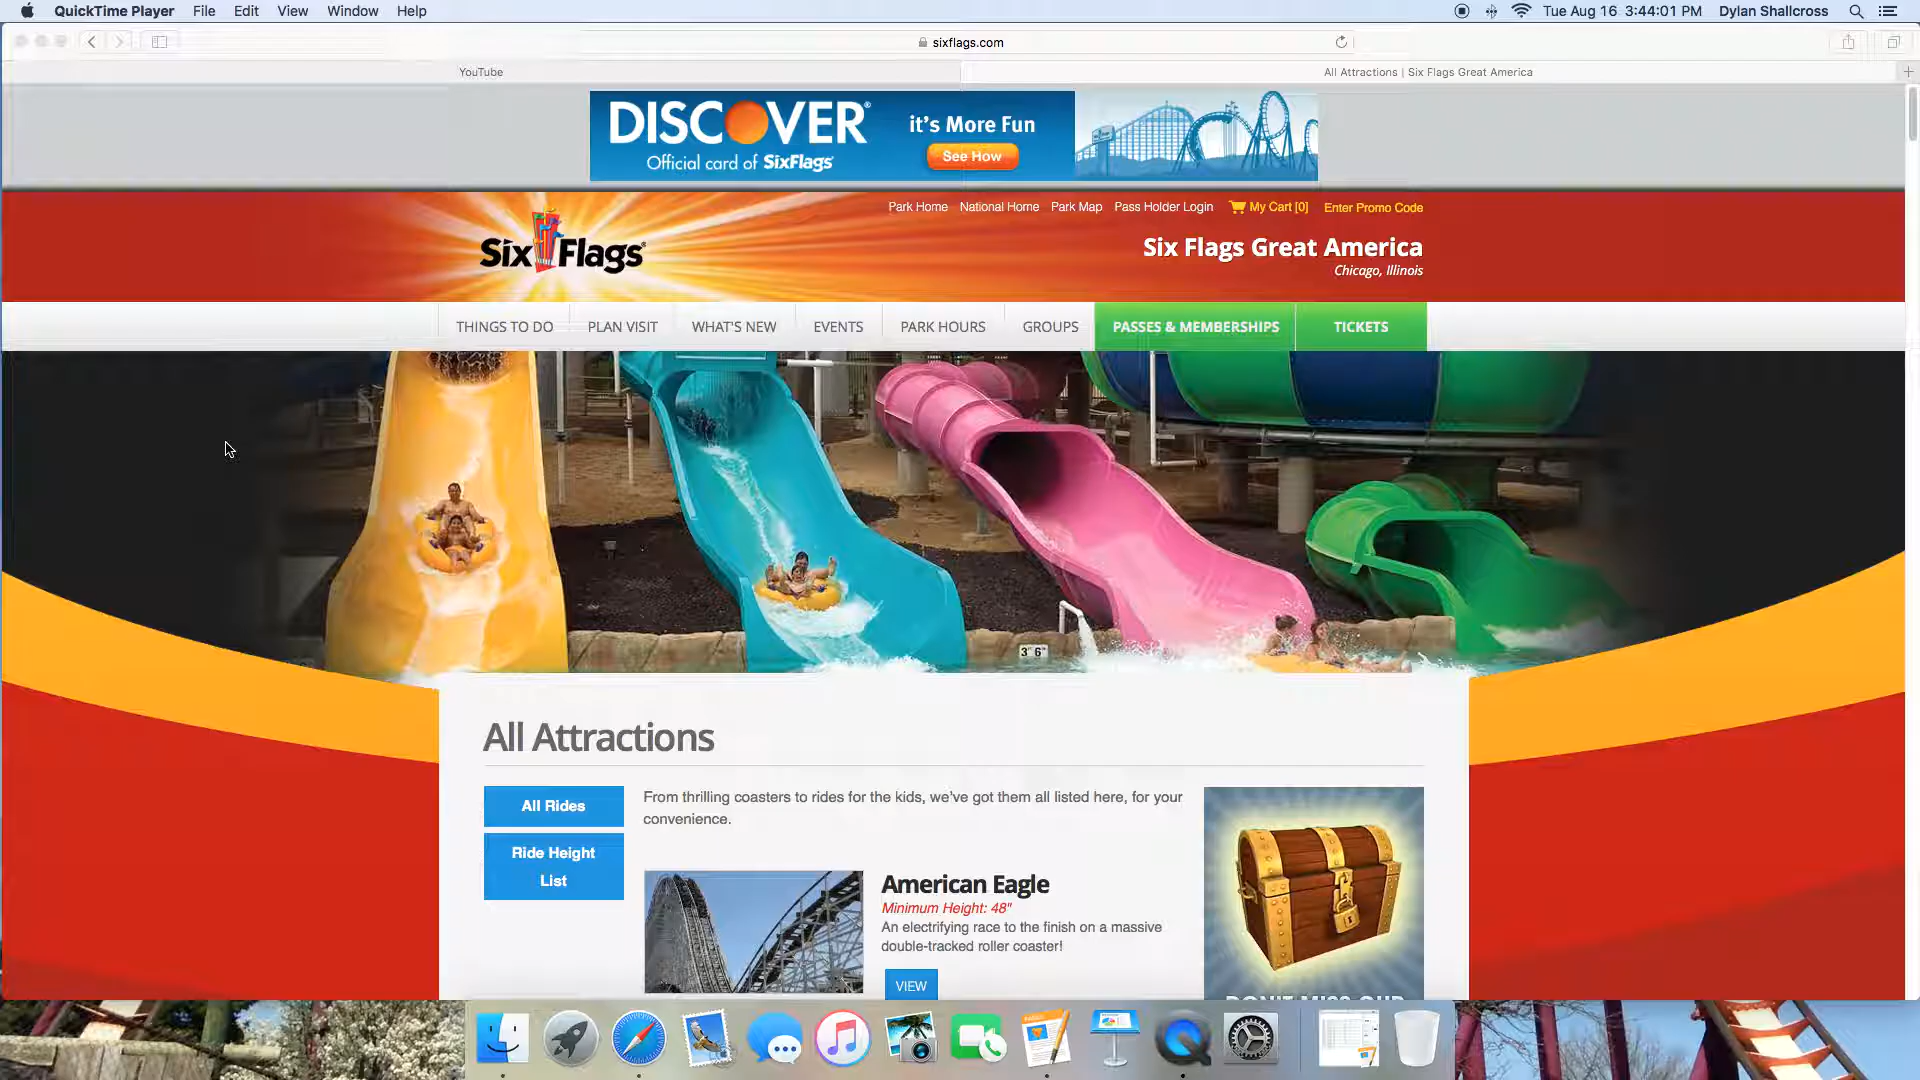 QuickTime Player File Edit View Window Help Tue Aug 16 3:44:01 PM Dylan Shallcross
sixflags.com
YouTube All Attractions | Six Flags Great America
DISCOVER®
Official card of SixFlags®
it's More Fun
See How
Park Home National Home Park Map Pass Holder Login My Cart [0] Enter Promo Code
Six Flags®
Six Flags Great America
Chicago, Illinois
THINGS TO DO PLAN VISIT WHAT'S NEW EVENTS PARK HOURS GROUPS PASSES & MEMBERSHIPS TICKETS
3' 6"
All Attractions
All Rides
Ride Height
List
From thrilling coasters to rides for the kids, we've got them all listed here, for your
convenience.
American Eagle
Minimum Height: 48"
An electrifying race to the finish on a massive
double-tracked roller coaster!
VIEW
DON'T MISS OUR